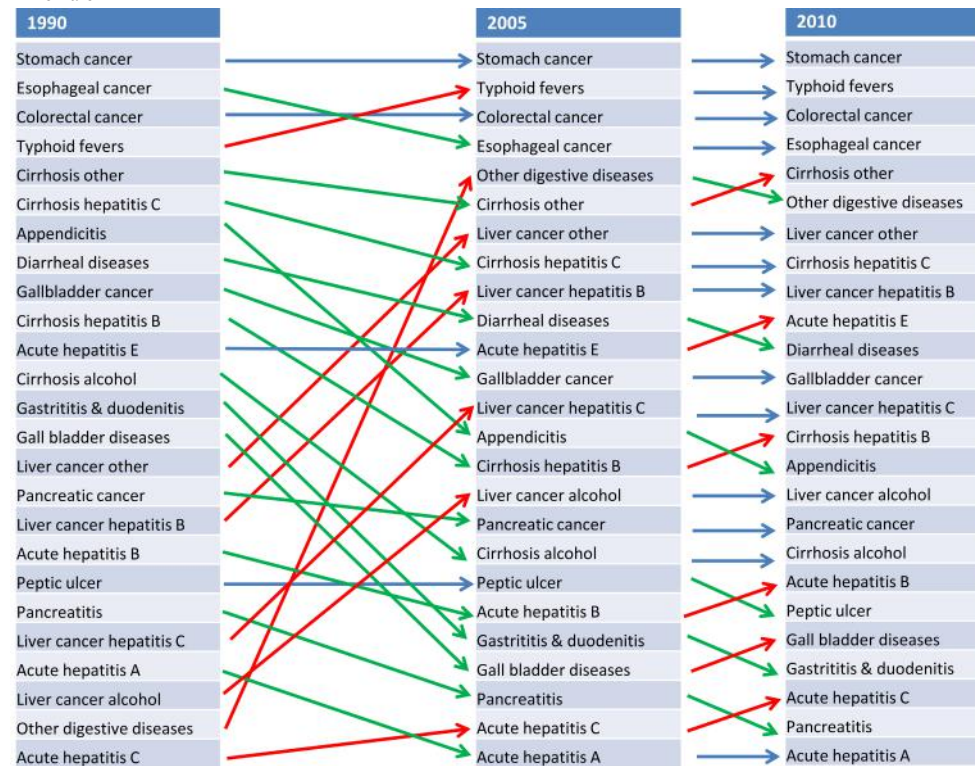 1990
Stomach cancer
Esophageal cancer
Colorectal cancer
Typhoid fevers
Cirrhosis other
Cirrhosis hepatitis C
Appendicitis
Diarrheal diseases
Gallbladder cancer
Cirrhosis hepatitis B
Acute hepatitis E
Cirrhosis alcohol
Gastrititis & duodenitis
Gall bladder diseases
Liver cancer other
Pancreatic cancer
Liver cancer hepatitis B
Acute hepatitis B
Peptic ulcer
Pancreatitis
Liver cancer hepatitis C
Acute hepatitis A
Liver cancer alcohol
Other digestive diseases
Acute hepatitis C
2005
Stomach cancer
Typhoid fevers
Colorectal cancer
Esophageal cancer
Other digestive diseases
Cirrhosis other
Liver cancer other
Cirrhosis hepatitis C
Liver cancer hepatitis B
Diarrheal diseases
Acute hepatitis E
Gallbladder cancer
Liver cancer hepatitis C
Appendicitis
Cirrhosis hepatitis B
Liver cancer alcohol
Pancreatic cancer
Cirrhosis alcohol
Peptic ulcer
Acute hepatitis B
Gastrititis & duodenitis
Gall bladder diseases
Pancreatitis
Acute hepatitis C
Acute hepatitis A
2010
Stomach cancer
Typhoid fevers
Colorectal cancer
Esophageal cancer
Cirrhosis other
Other digestive diseases
Liver cancer other
Cirrhosis hepatitis C
Liver cancer hepatitis B
Acute hepatitis E
Diarrheal diseases
Gallbladder cancer
Liver cancer hepatitis C
Cirrhosis hepatitis B
Appendicitis
Liver cancer alcohol
Pancreatic cancer
Cirrhosis alcohol
Acute hepatitis B
Peptic ulcer
Gall bladder diseases
Gastrititis & duodenitis
Acute hepatitis C
Pancreatitis
Acute hepatitis A